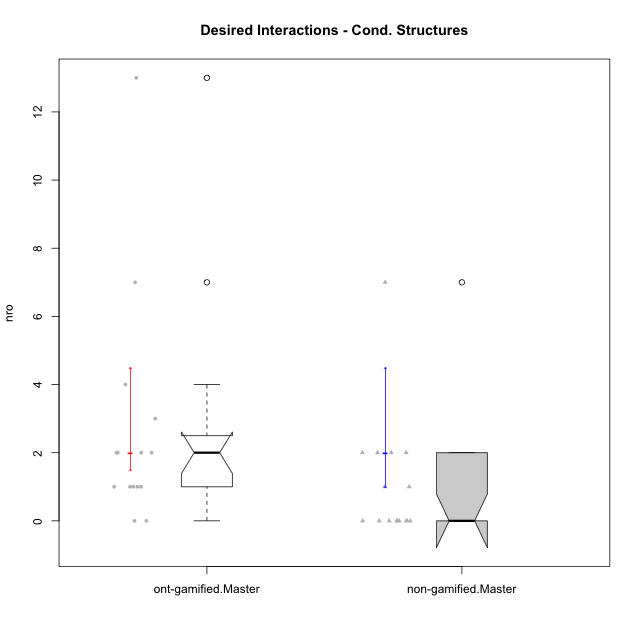 Desired Interactions - Cond. Structures
nro
12
10
8
6
4
2
0
ont-gamified.Master
non-gamified.Master